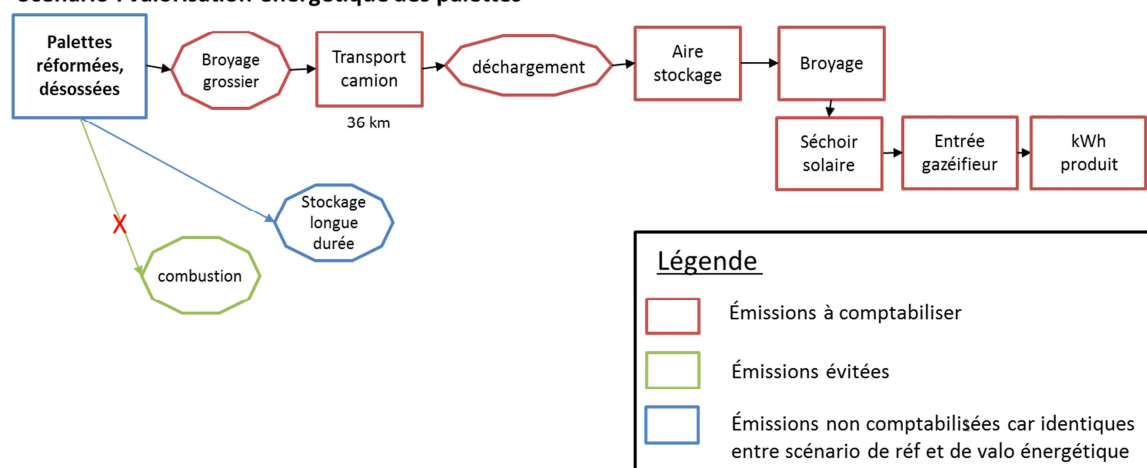 Scénario : valorisation énergétique des palettes
Palettes
réformées,
désossées
Broyage
grossier
Transport
camion
36 km
déchargement
Aire
stockage
Broyage
Séchoir
solaire
Entrée
gazéifieur
kWh
produit
Stockage
longue
durée
X
combustion
Légende
Émissions à comptabiliser
Émissions évitées
Émissions non comptabilisées car identiques
entre scénario de réf et de valo énergétique